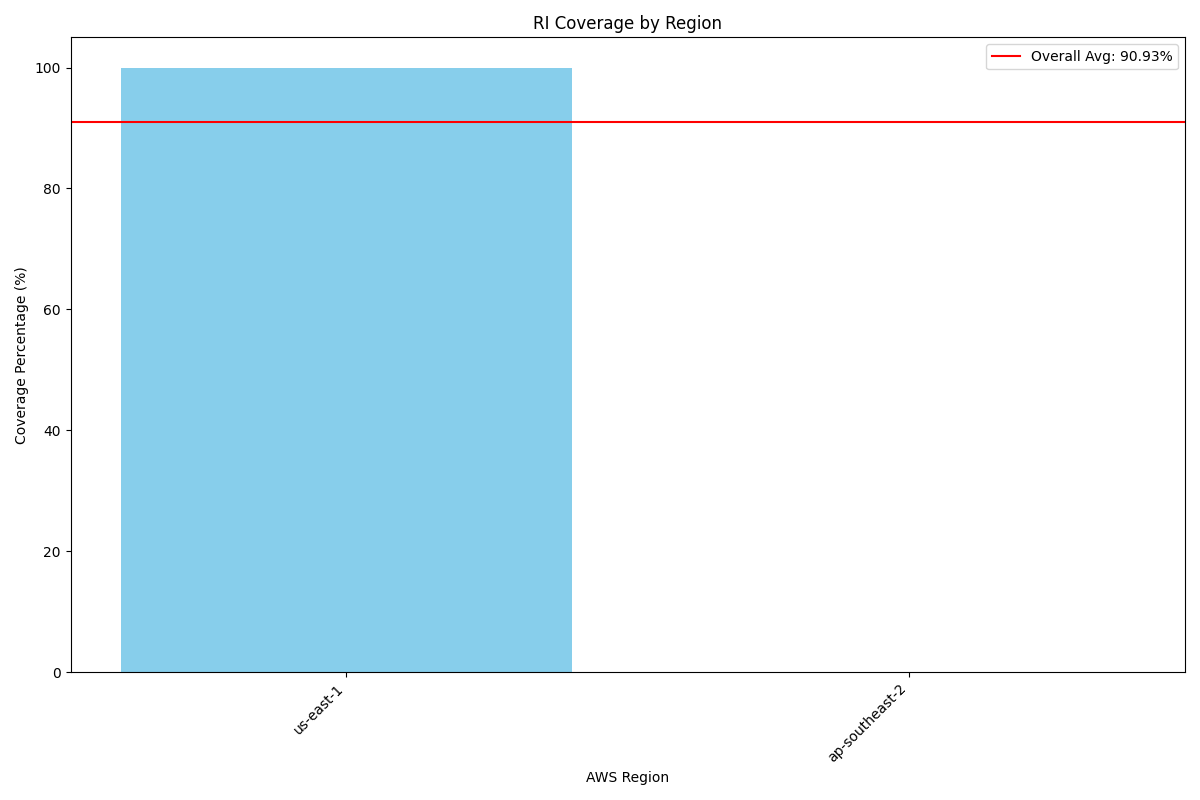 RI Coverage by Region
Overall Avg: 90.93%
Coverage Percentage (%)
100
80
60
40
20
0
us-east-1
ap-southeast-2
AWS Region